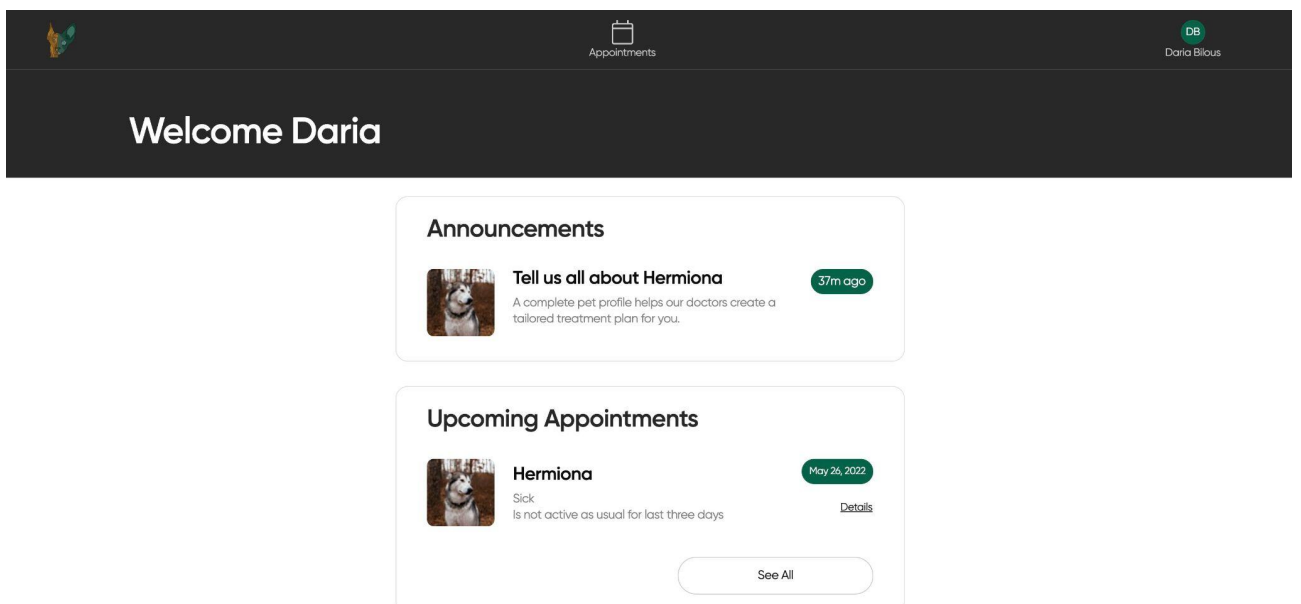 Appointments
DB
Daria Bilous
Welcome Daria
Announcements
Tell us all about Hermiona
37m ago
A complete pet profile helps our doctors create a
tailored treatment plan for you.
Upcoming Appointments
Hermiona
May 26, 2022
Sick
Is not active as usual for last three days
Details
See All